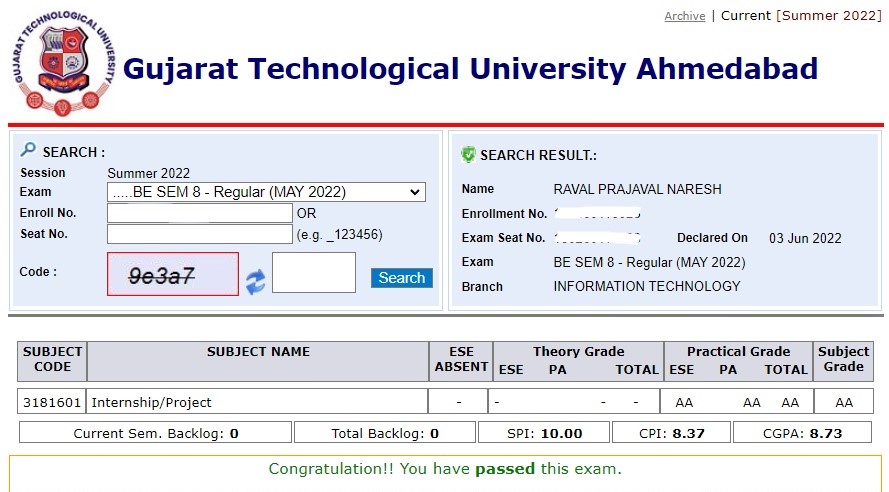 Archive | Current [Summer 2022]
GUJARAT TECHNOLOGICAL UNIVERSITY
Gujarat Technological University Ahmedabad
SEARCH :
Session Summer 2022
Exam .....BE SEM 8 - Regular (MAY 2022)
Enroll No. OR
Seat No. (e.g. _123456)
Code : 9e3a7 Search
SEARCH RESULT.:
Name RAVAL PRAJAVAL NARESH
Enrollment No.
Exam Seat No. Declared On 03 Jun 2022
Exam BE SEM 8 - Regular (MAY 2022)
Branch INFORMATION TECHNOLOGY
SUBJECT CODE SUBJECT NAME ESE ABSENT Theory Grade ESE PA TOTAL Practical Grade ESE PA TOTAL Subject Grade
3181601 Internship/Project - - - - AA AA AA AA
Current Sem. Backlog: 0 Total Backlog: 0 SPI: 10.00 CPI: 8.37 CGPA: 8.73
Congratulation!! You have passed this exam.